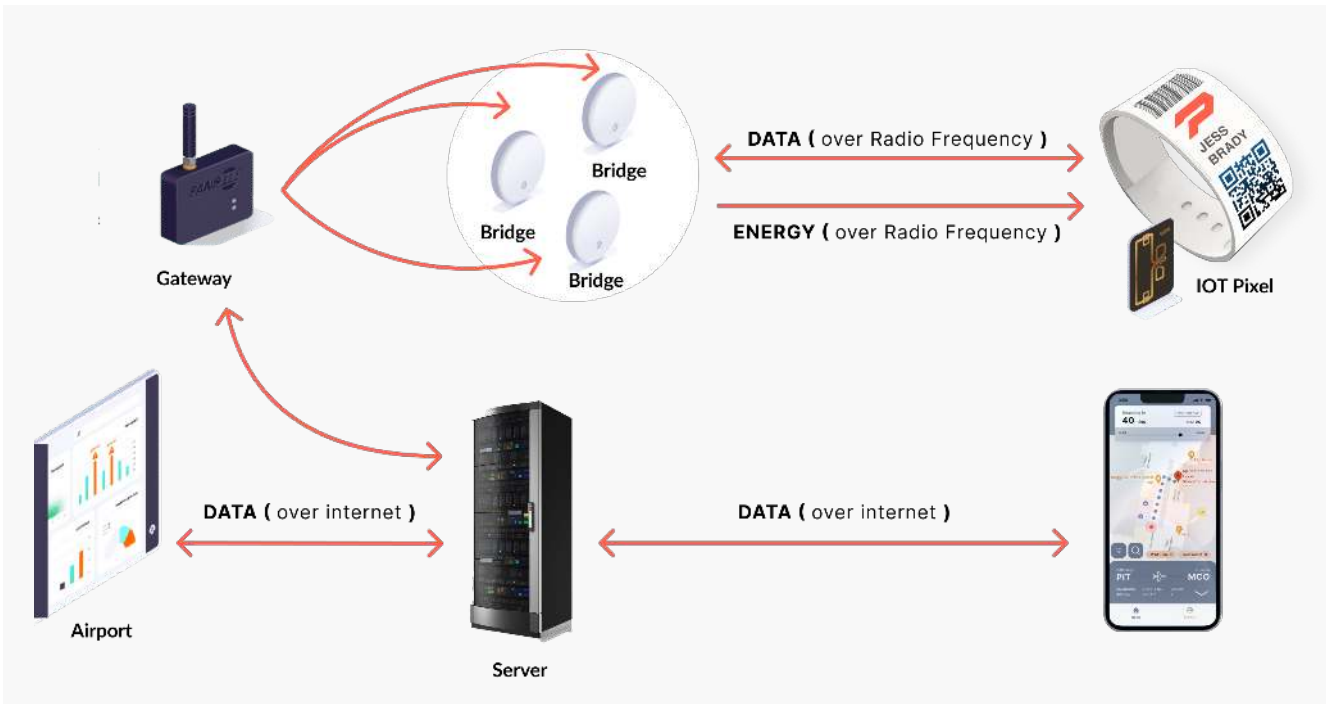 DATA ( over Radio Frequency )
JESS
BRADY
Bridge
Bridge
ENERGY ( over Radio Frequency )
Bridge
Gateway
IOT Pixel
40
DATA ( over internet )
DATA ( over internet )
PIT
MCO
Airport
Server